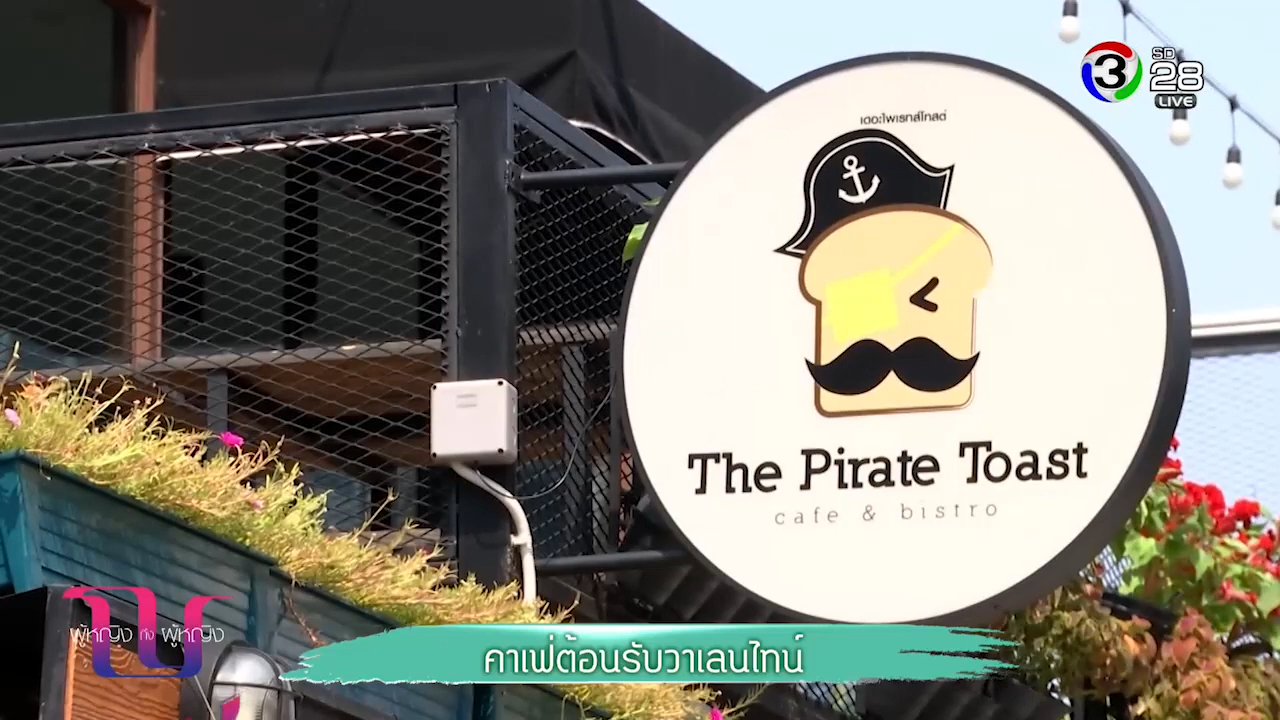 3 SD
28
LIVE
เดอะไพเรทส์โทสต์
The Pirate Toast
cafe & bistro
ผู้หญิง ถึง ผู้หญิง
คาเฟ่ต้อนรับวาเลนไทน์